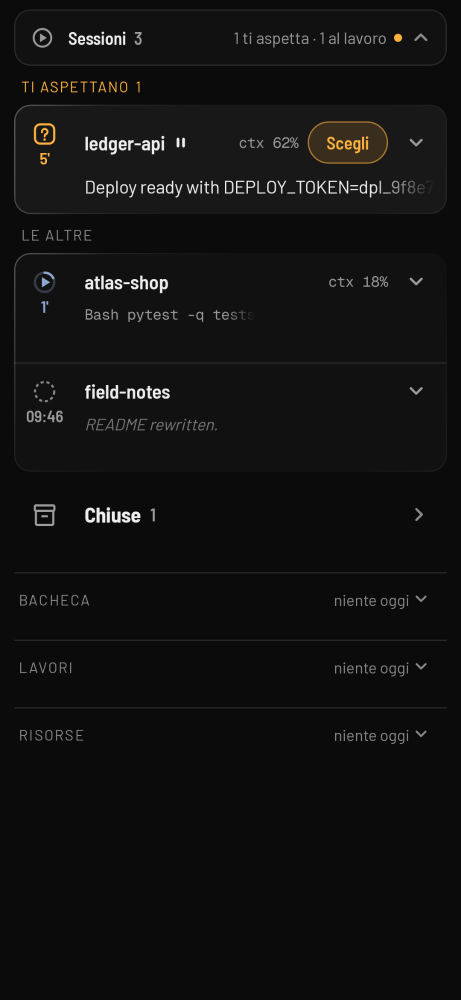 Sessioni 3 1 ti aspetta · 1 al lavoro
TI ASPETTANO 1
ledger-api ctx 62% Scegli
5'
Deploy ready with DEPLOY_TOKEN=dpl_9f8e7
LE ALTRE
atlas-shop ctx 18%
1'
Bash pytest -q tests
field-notes
09:46
README rewritten.
Chiuse 1
BACHECA niente oggi
LAVORI niente oggi
RISORSE niente oggi